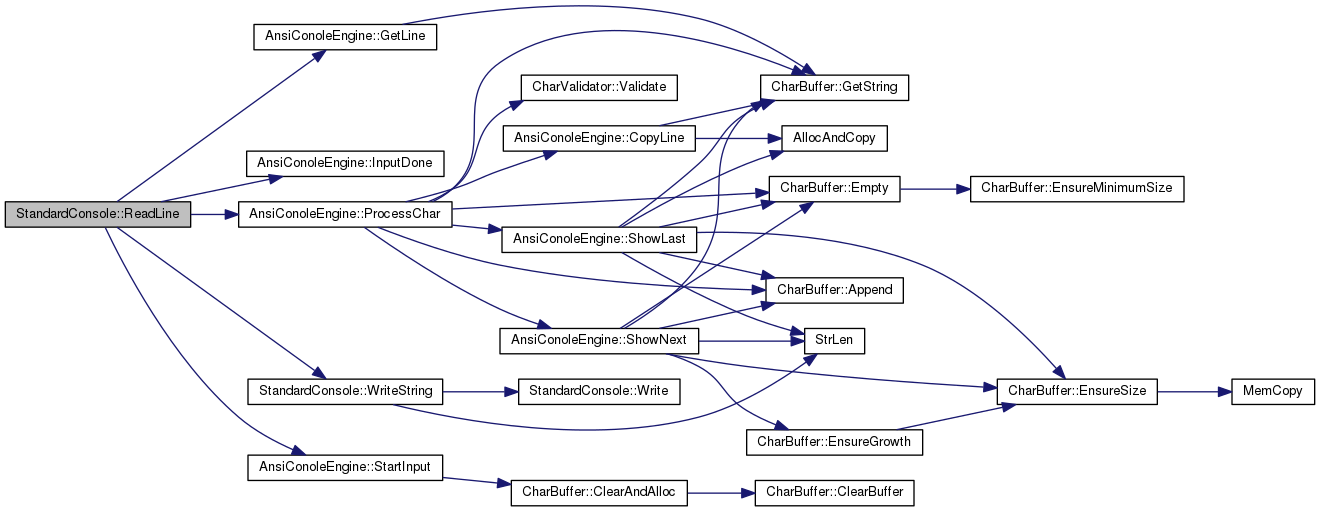 AnsiConoleEngine::GetLine
CharBuffer::GetString
CharValidator::Validate
AnsiConoleEngine::CopyLine
AllocAndCopy
AnsiConoleEngine::InputDone
CharBuffer::Empty
CharBuffer::EnsureMinimumSize
StandardConsole::ReadLine
AnsiConoleEngine::ProcessChar
AnsiConoleEngine::ShowLast
CharBuffer::Append
AnsiConoleEngine::ShowNext
StrLen
StandardConsole::WriteString
StandardConsole::Write
CharBuffer::EnsureSize
MemCopy
CharBuffer::EnsureGrowth
AnsiConoleEngine::StartInput
CharBuffer::ClearAndAlloc
CharBuffer::ClearBuffer